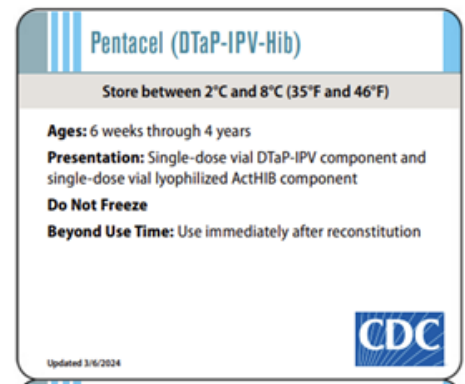 Pentacel (DTaP-IPV-Hib)
Store between 2°C and 8°C (35°F and 46°F)
Ages: 6 weeks through 4 years
Presentation: Single-dose vial DTaP-IPV component and
single-dose vial lyophilized ActHIB component
Do Not Freeze
Beyond Use Time: Use immediately after reconstitution
CDC
Updated 3/6/2024